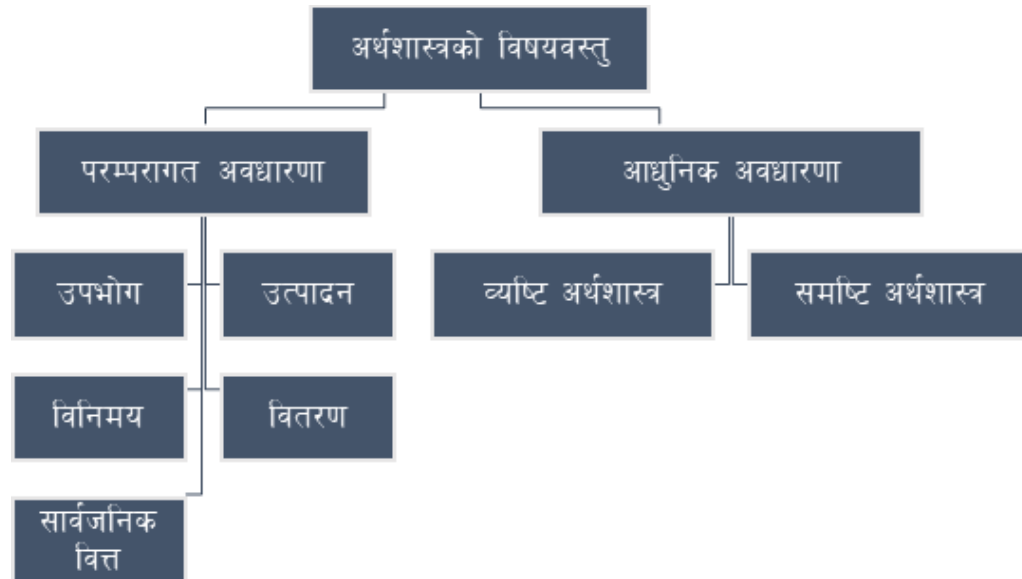 अर्थशास्त्रको विषयवस्तु
परम्परागत अवधारणा
आधुनिक अवधारणा
उपभोग
उत्पादन
व्यष्टि अर्थशास्त्र
समष्टि अर्थशास्त्र
विनिमय
वितरण
सार्वजनिक
वित्त